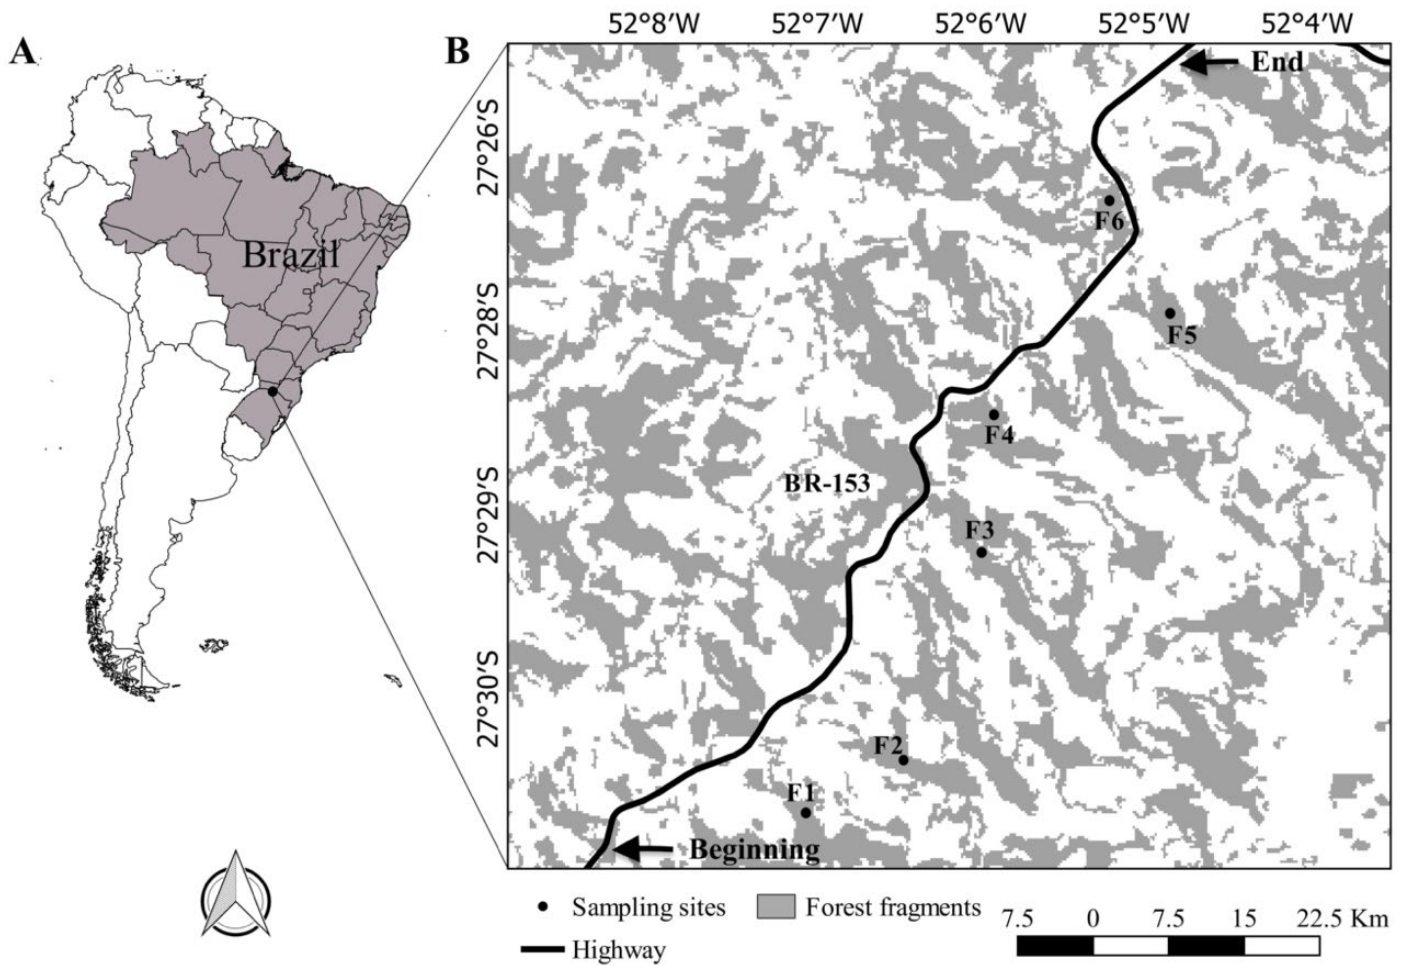 A
B
52°8'W 52°7'W 52°6'W 52°5'W 52°4'W
27°26'S
27°28'S
27°29'S
27°30'S
Brazil
End
F6
F5
F4
BR-153
F3
F2
F1
Beginning
Sampling sites
Forest fragments
Highway
7.5 0 7.5 15 22.5 Km